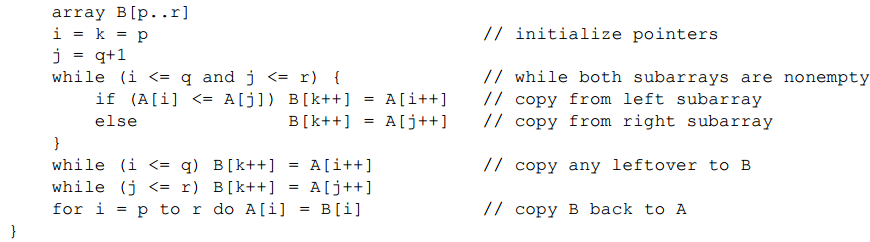 array B[p..r]
i = k = p // initialize pointers
j = q+1
while (i <= q and j <= r) { // while both subarrays are nonempty
if (A[i] <= A[j]) B[k++] = A[i++] // copy from left subarray
else B[k++] = A[j++] // copy from right subarray
}
while (i <= q) B[k++] = A[i++] // copy any leftover to B
while (j <= r) B[k++] = A[j++]
for i = p to r do A[i] = B[i] // copy B back to A
}